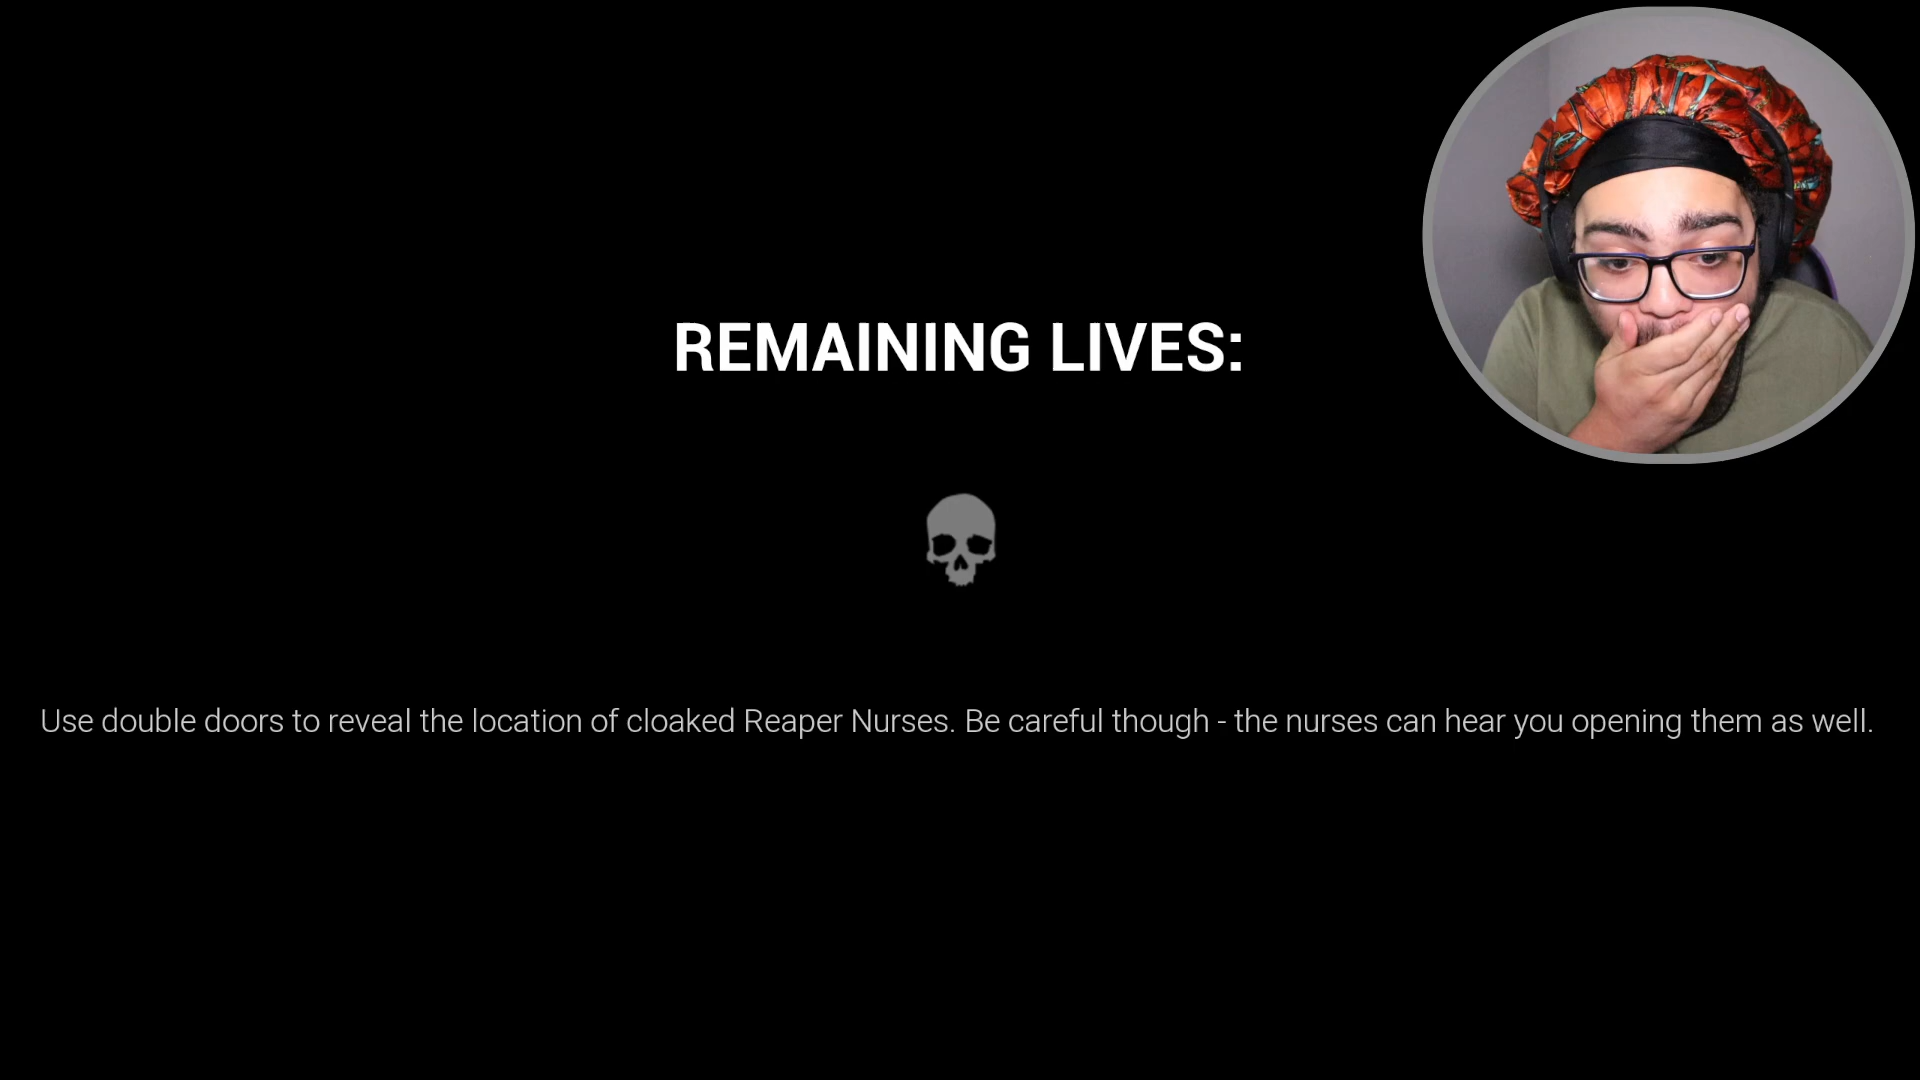 REMAINING LIVES:
Use double doors to reveal the location of cloaked Reaper Nurses. Be careful though - the nurses can hear you opening them as well.